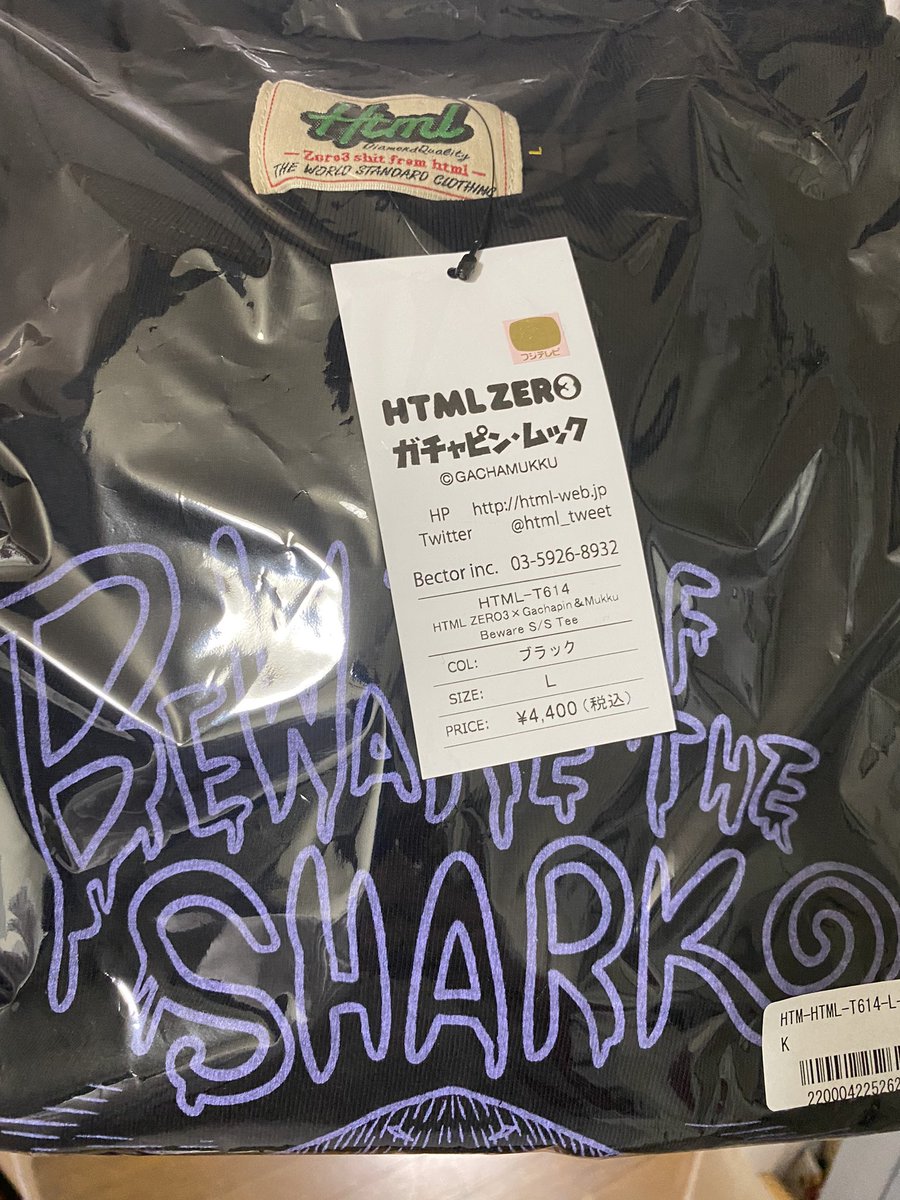 Html
Diamond Quality
Zero3 shit from html
THE WORLD STANDARD CLOTHING
L
フジテレビ
HTML ZERO3
ガチャピン・ムック
©GACHAMUKKU
HP http://html-web.jp
Twitter @html_tweet
Bector inc. 03-5926-8932
HTML-T614
HTML ZERO3×Gachapin&Mukku
Beware S/S Tee
COL: ブラック
SIZE: L
PRICE: ¥4,400(税込)
BEWARE OF THE
SHARK
HTM-HTML-T614-L-
K
22000422526